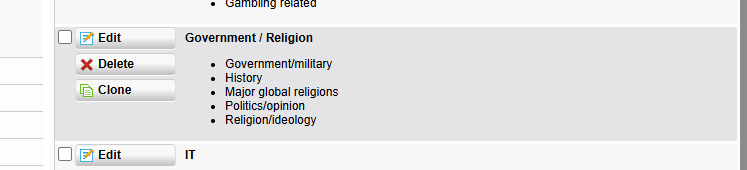 Gambling related
Edit Government / Religion
Delete Government/military
History
Clone Major global religions
Politics/opinion
Religion/ideology
Edit IT